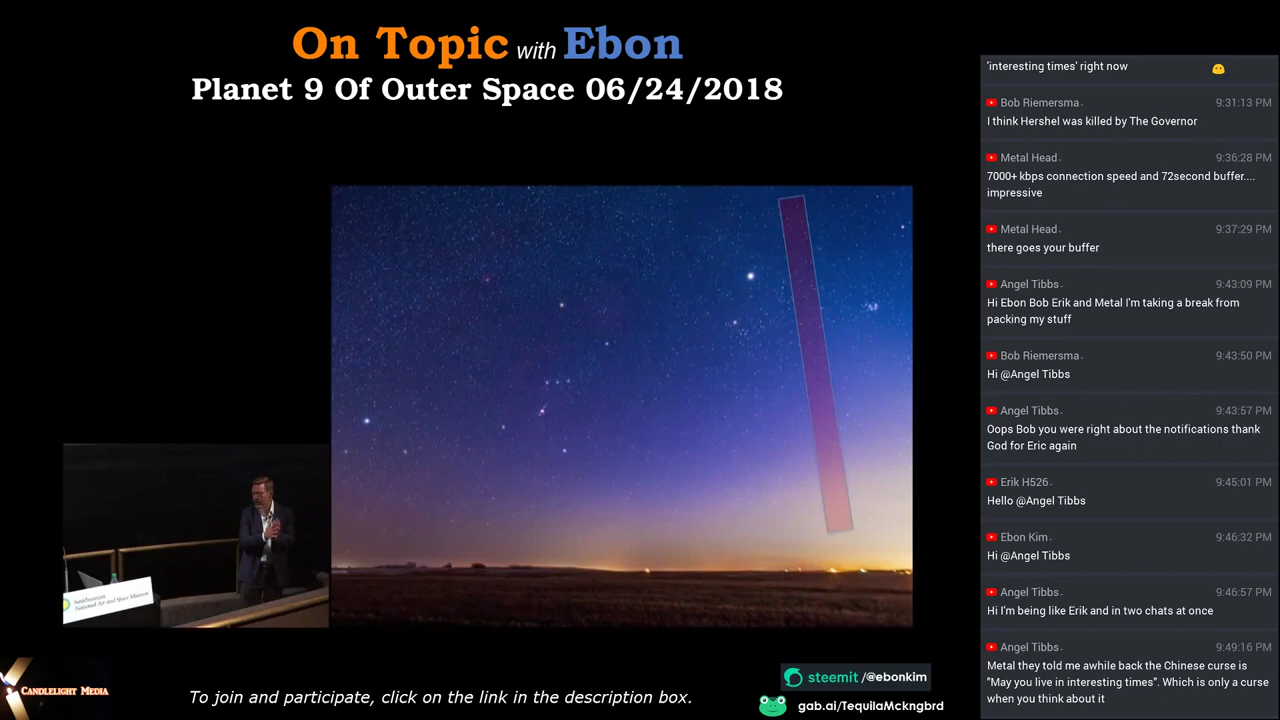 On Topic with Ebon
Planet 9 Of Outer Space 06/24/2018
'interesting times' right now
Bob Riemersma 9:31:13 PM
I think Hershel was killed by The Governor
Metal Head 9:36:28 PM
7000+ kbps connection speed and 72second buffer....
impressive
Metal Head 9:37:29 PM
there goes your buffer
Angel Tibbs 9:43:09 PM
Hi Ebon Bob Erik and Metal I'm taking a break from
packing my stuff
Bob Riemersma 9:43:50 PM
Hi @Angel Tibbs
Angel Tibbs 9:43:57 PM
Oops Bob you were right about the notifications thank
God for Eric again
Erik H526 9:45:01 PM
Hello @Angel Tibbs
Ebon Kim 9:46:32 PM
Hi @Angel Tibbs
Angel Tibbs 9:46:57 PM
Hi I'm being like Erik and in two chats at once
Angel Tibbs 9:49:16 PM
Metal they told me awhile back the Chinese curse is
"May you live in interesting times". Which is only a curse
when you think about it
Smithsonian
National Air and Space Museum
Candlelight Media
To join and participate, click on the link in the description box.
steemit /@ebonkim
gab.ai/TequilaMckngbrd